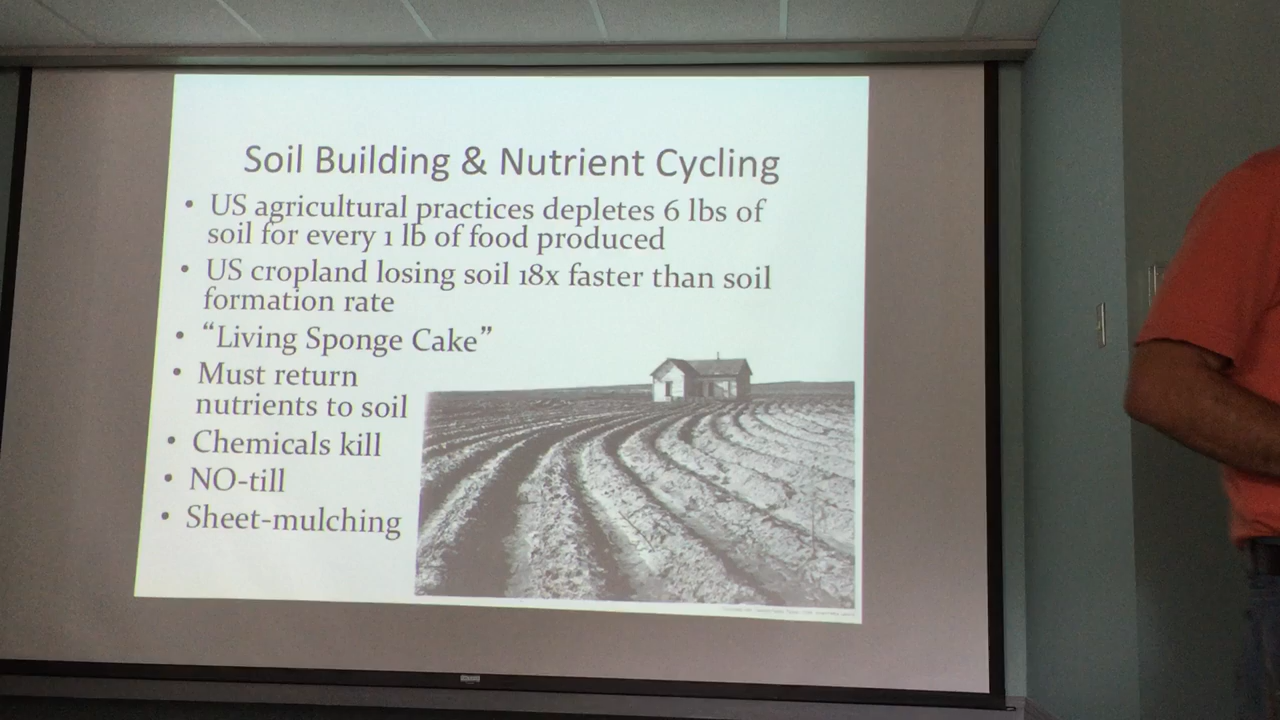 Soil Building & Nutrient Cycling
• US agricultural practices depletes 6 lbs of
soil for every 1 lb of food produced
• US cropland losing soil 18x faster than soil
formation rate
• “Living Sponge Cake”
• Must return
nutrients to soil
• Chemicals kill
• NO-till
• Sheet-mulching